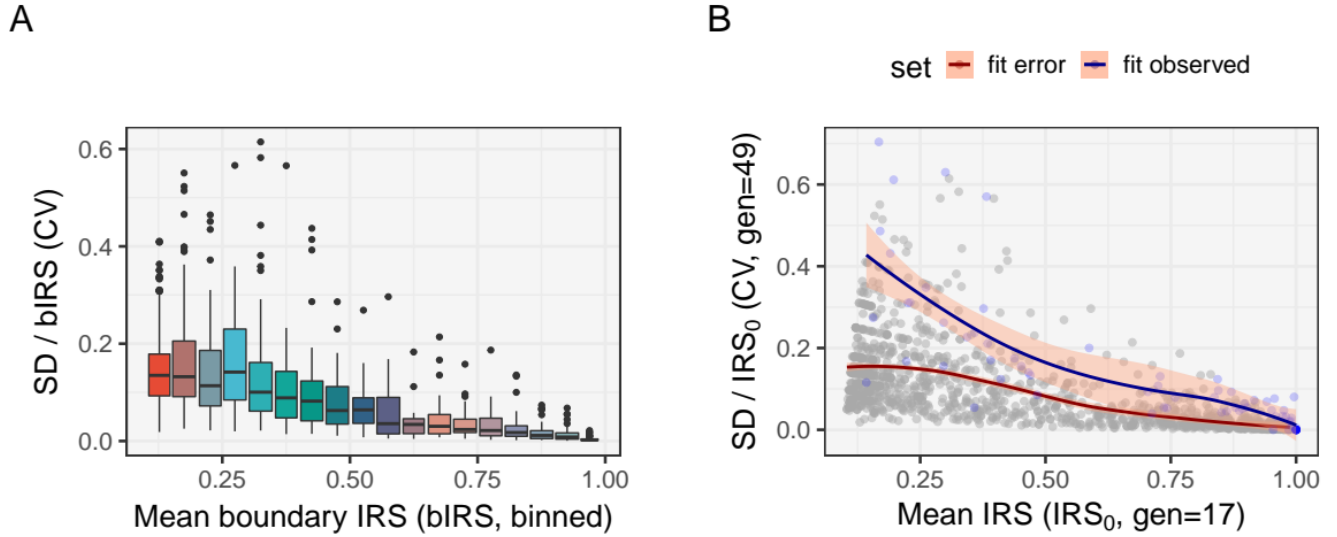 A
SD / bIRS (CV)
0.6
0.4
0.2
0.0
0.25
0.50
0.75
1.00
Mean boundary IRS (bIRS, binned)
B
set fit error fit observed
SD / IRS₀ (CV, gen=49)
0.6
0.4
0.2
0.0
0.25
0.50
0.75
1.00
Mean IRS (IRS₀, gen=17)